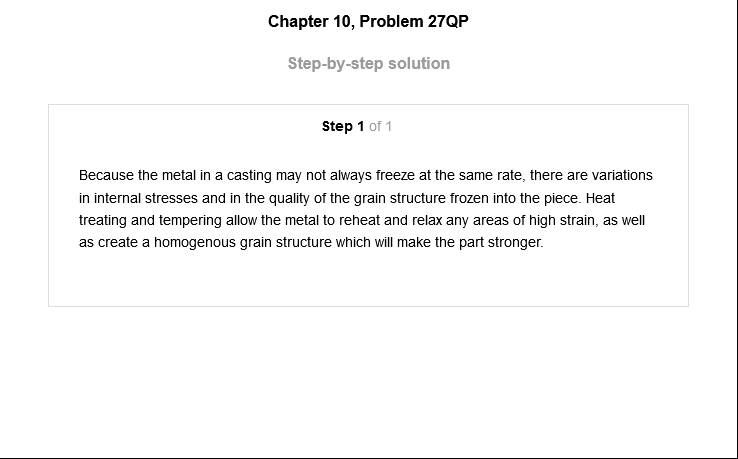 Chapter 10, Problem 27QP
Step-by-step solution
Step 1 of 1
Because the metal in a casting may not always freeze at the same rate, there are variations
in internal stresses and in the quality of the grain structure frozen into the piece. Heat
treating and tempering allow the metal to reheat and relax any areas of high strain, as well
as create a homogenous grain structure which will make the part stronger.